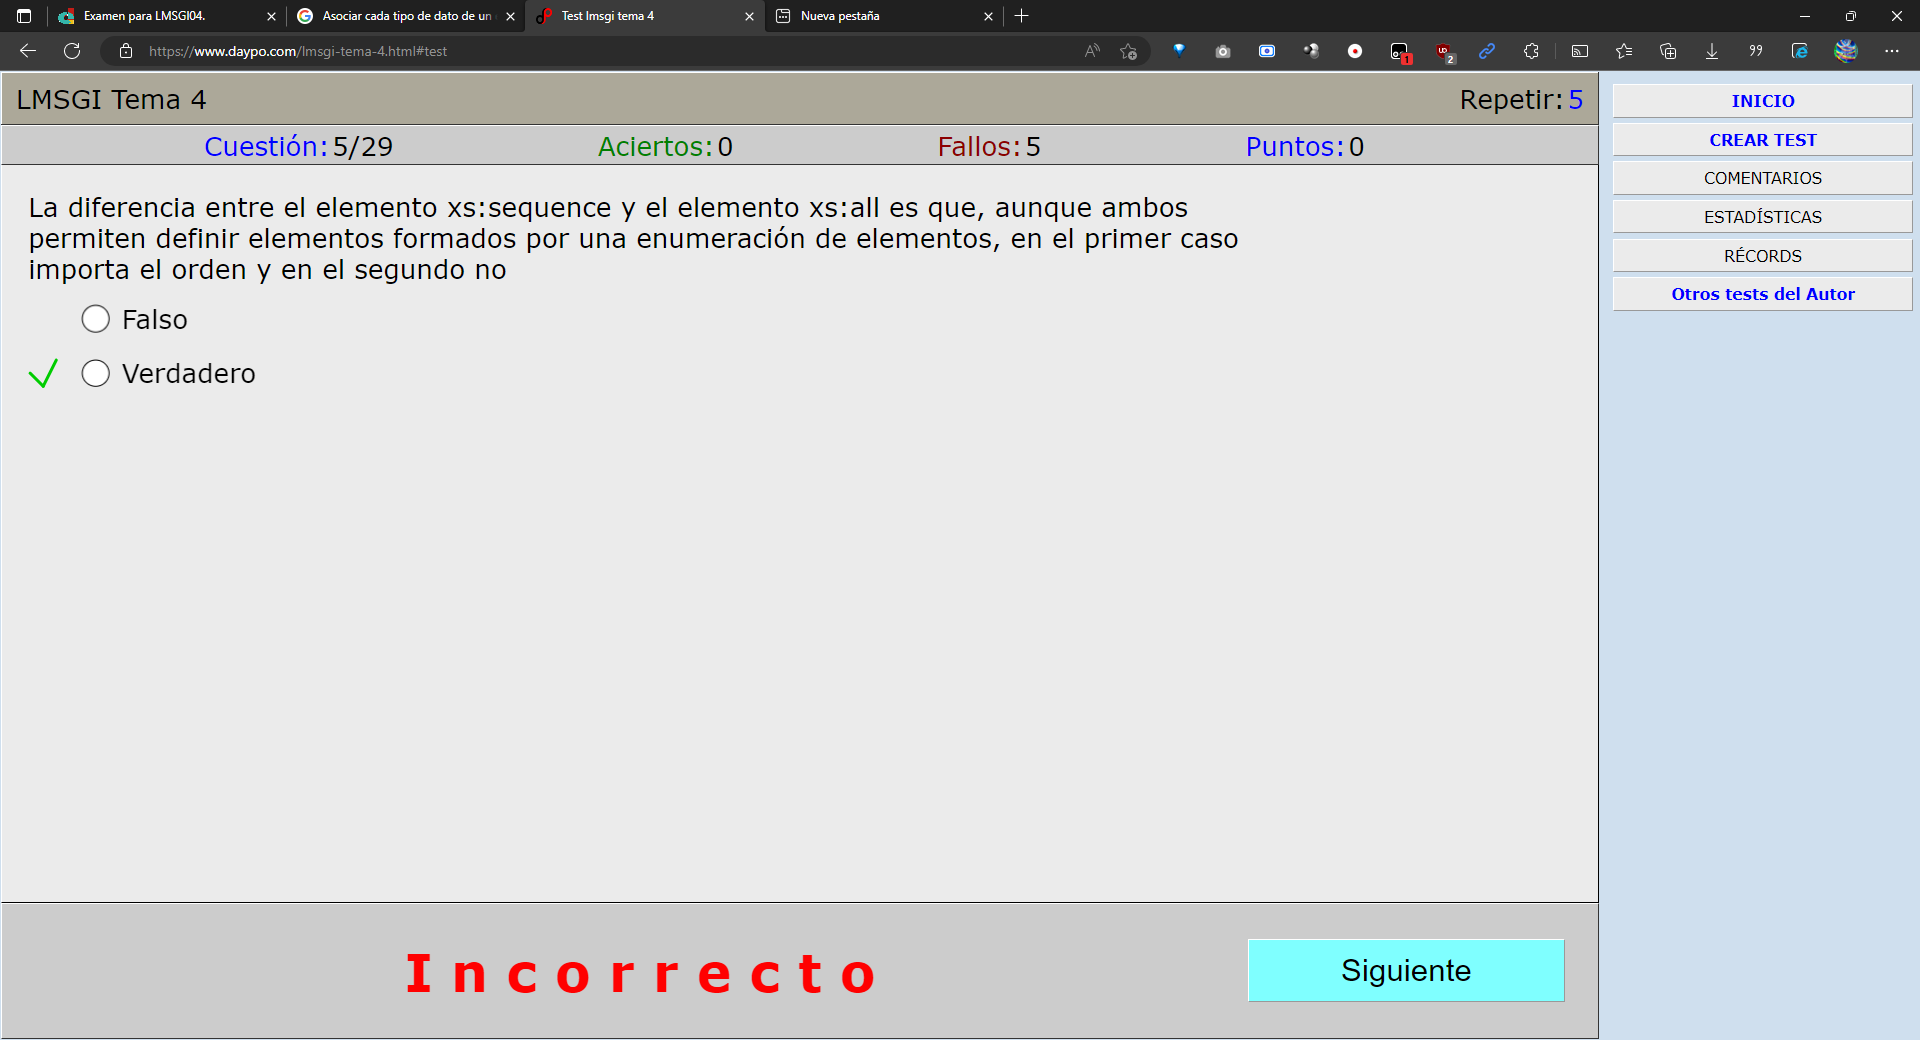 Examen para LMSGI04.
Asociar cada tipo de dato de un
Test lmsgi tema 4
Nueva pestaña
https://www.daypo.com/lmsgi-tema-4.html#test
LMSGI Tema 4
Repetir: 5
Cuestión: 5/29
Aciertos: 0
Fallos: 5
Puntos: 0
La diferencia entre el elemento xs:sequence y el elemento xs:all es que, aunque ambos
permiten definir elementos formados por una enumeración de elementos, en el primer caso
importa el orden y en el segundo no
Falso
Verdadero
Incorrecto
Siguiente
INICIO
CREAR TEST
COMENTARIOS
ESTADÍSTICAS
RÉCORDS
Otros tests del Autor
1
2